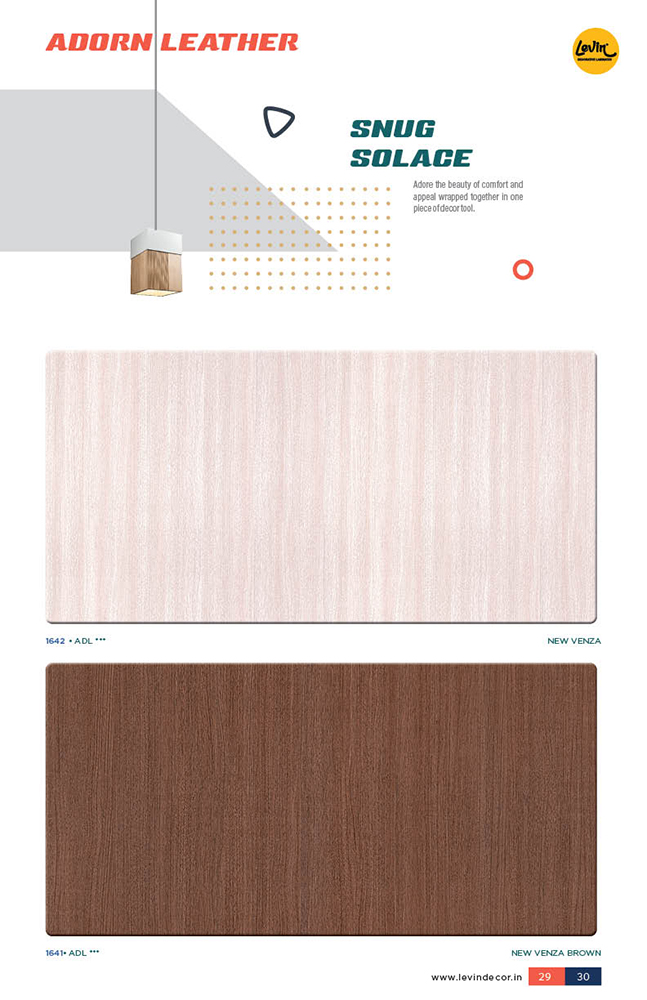 ADORN LEATHER
Levin
SNUG
SOLACE
Adore the beauty of comfort and
appeal wrapped together in one
piece of decor tool.
1642 • ADL ***
NEW VENZA
1641• ADL ***
NEW VENZA BROWN
www.levindecor.in 29 30